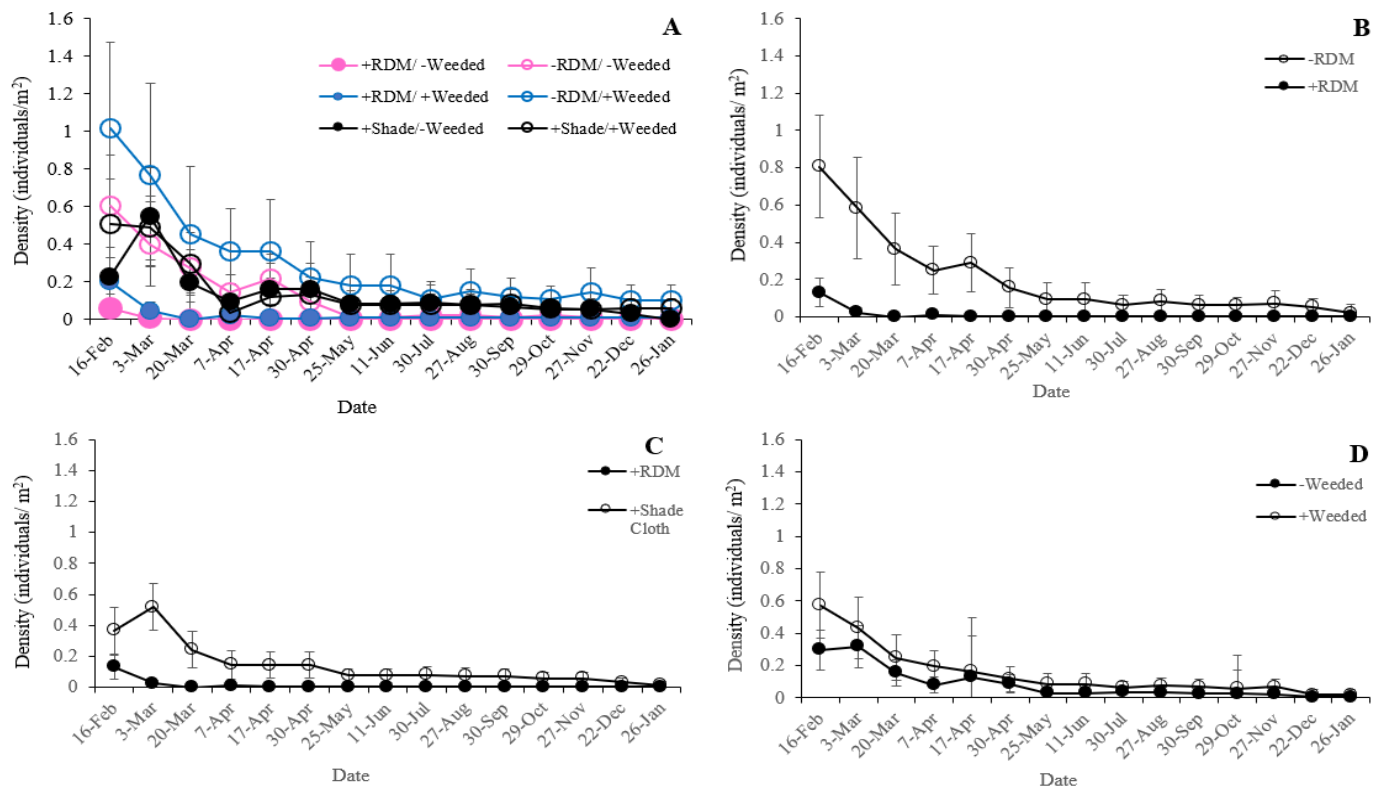 A
1.6
1.4
1.2
1
0.8
0.6
0.4
0.2
0
Density (individuals/m²)
+RDM/ -Weeded
-RDM/ -Weeded
+RDM/ +Weeded
-RDM/+Weeded
+Shade/-Weeded
+Shade/+Weeded
16-Feb
3-Mar
20-Mar
7-Apr
17-Apr
30-Apr
25-May
11-Jun
30-Jul
27-Aug
30-Sep
29-Oct
27-Nov
22-Dec
26-Jan
Date
B
1.6
1.4
1.2
1
0.8
0.6
0.4
0.2
0
Density (individuals/ m²)
-RDM
+RDM
16-Feb
3-Mar
20-Mar
7-Apr
17-Apr
30-Apr
25-May
11-Jun
30-Jul
27-Aug
30-Sep
29-Oct
27-Nov
22-Dec
26-Jan
Date
C
1.6
1.4
1.2
1
0.8
0.6
0.4
0.2
0
Density (individuals/ m²)
+RDM
+Shade
Cloth
16-Feb
3-Mar
20-Mar
7-Apr
17-Apr
30-Apr
25-May
11-Jun
30-Jul
27-Aug
30-Sep
29-Oct
27-Nov
22-Dec
26-Jan
Date
D
1.6
1.4
1.2
1
0.8
0.6
0.4
0.2
0
Density (individuals/ m²)
-Weeded
+Weeded
16-Feb
3-Mar
20-Mar
7-Apr
17-Apr
30-Apr
25-May
11-Jun
30-Jul
27-Aug
30-Sep
29-Oct
27-Nov
22-Dec
26-Jan
Date